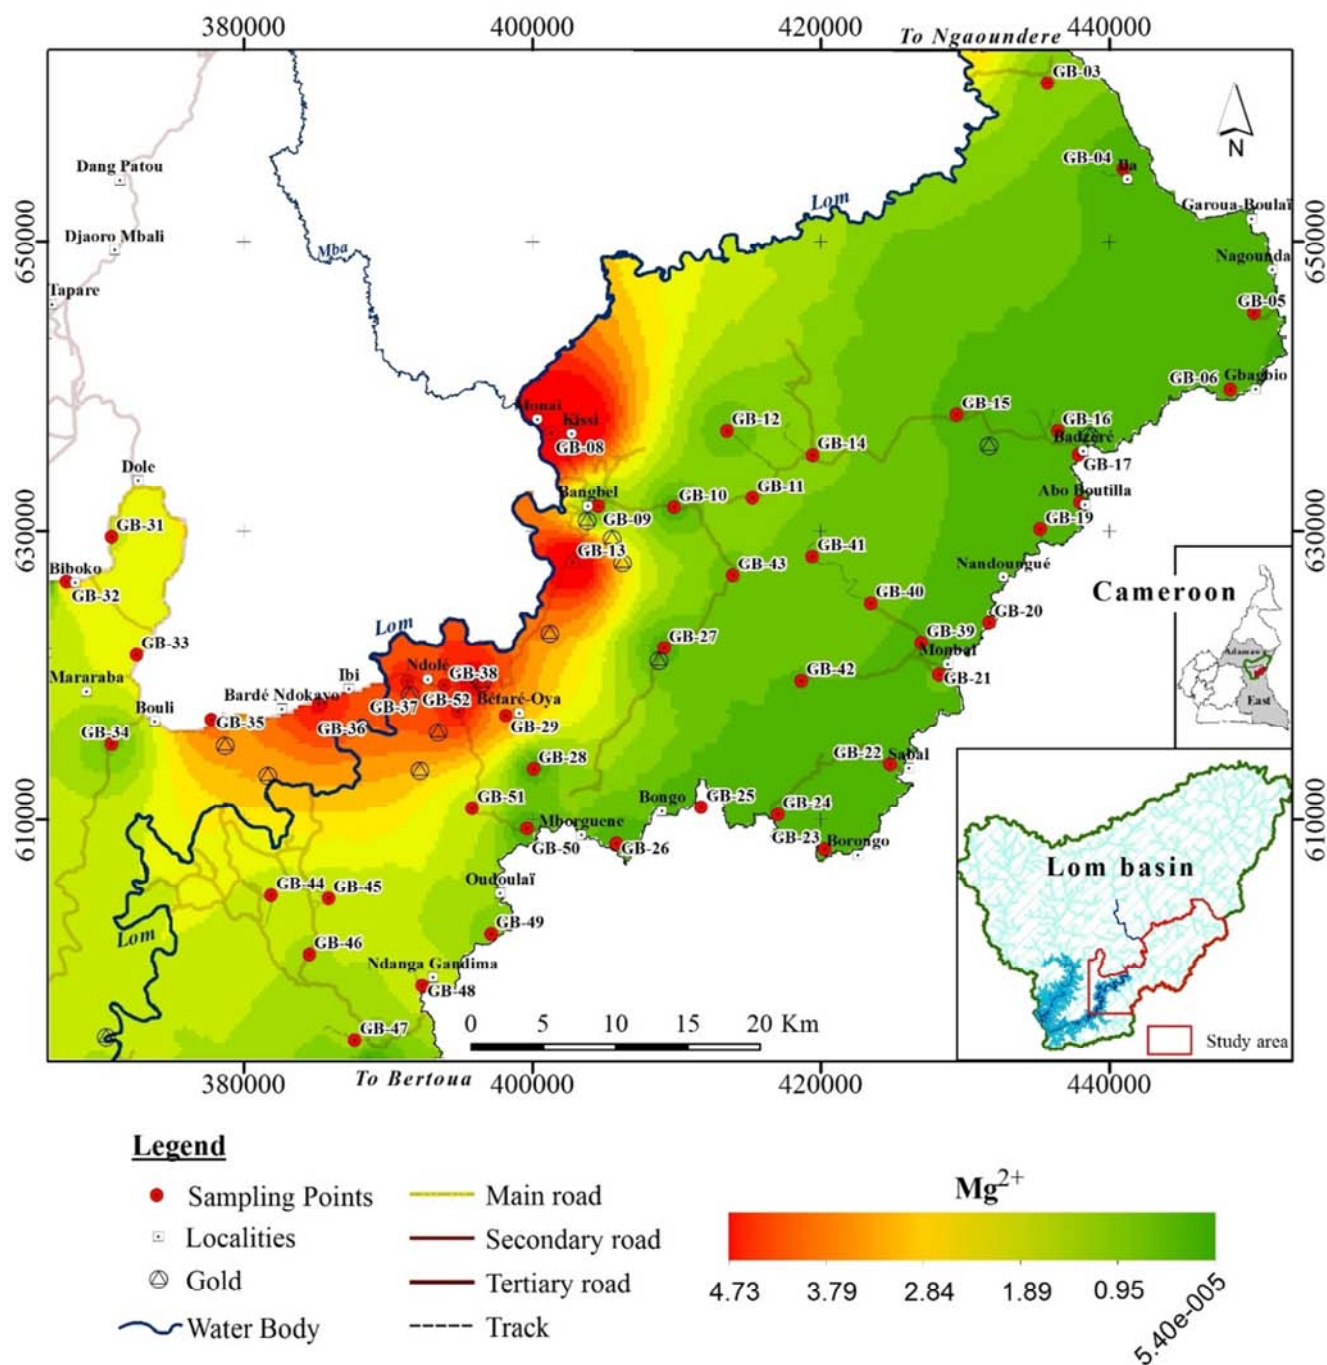 380000 400000 420000 440000
To Ngaoundere
GB-03
N
Dang Patou
GB-04
Ba
Lom
Garoua-Boulaï
650000
Djaoro Mbali
Mba
Nagounda
650000
Tapare
GB-05
GB-06
Gbagbio
Monai
Kissi
GB-08
GB-12
GB-15
GB-16
Badzeré
GB-14
GB-17
Dole
Bangbel
GB-10
GB-11
Abo Boutilla
GB-09
GB-19
630000
GB-31
GB-13
GB-41
630000
GB-43
Nandoungué
Biboko
GB-32
GB-40
Cameroon
Adamawa
East
Lom
GB-20
GB-33
GB-27
GB-39
Monbal
Mararaba
Ibi
Ndolé
GB-38
GB-42
GB-21
Bardé Ndokayo
GB-37
GB-52
Bétaré-Oya
Bouli
GB-35
GB-36
GB-29
GB-34
GB-28
GB-22
Sabal
GB-51
Bongo
GB-25
GB-24
610000
Mborguene
GB-23
Borongo
610000
GB-50
GB-26
Lom basin
Oudoulaï
GB-44
GB-45
GB-49
Lom
GB-46
Ndanga Gandima
GB-48
GB-47
0 5 10 15 20 Km
Study area
To Bertoua
380000 400000 420000 440000
Legend
Sampling Points
Localities
Gold
Water Body
Main road
Secondary road
Tertiary road
Track
Mg2+
4.73 3.79 2.84 1.89 0.95 5.40e-005